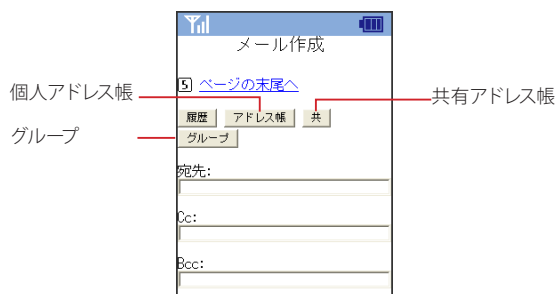 メール作成
5 ページの末尾へ
個人アドレス帳
共有アドレス帳
履歴 アドレス帳 共
グループ
グループ
宛先:
Cc:
Bcc: